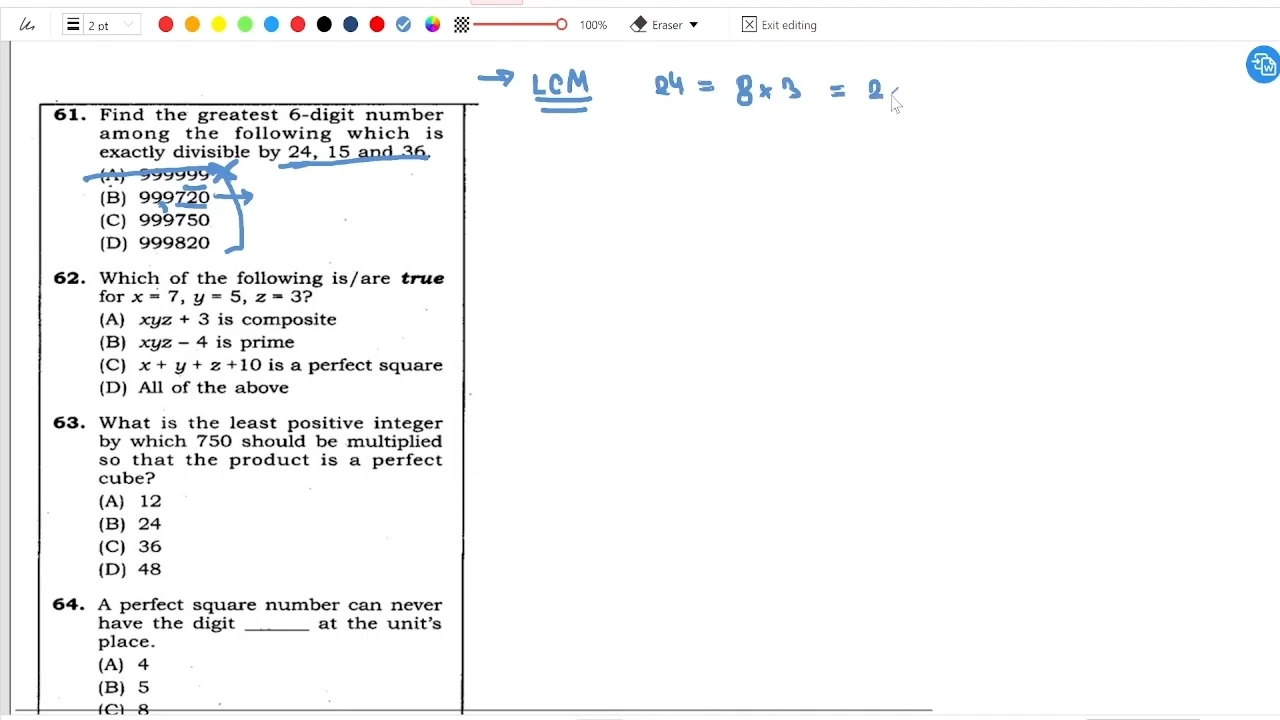 2 pt
100%
Eraser
Exit editing
→ LCM 24 = 8 × 3 = 2
61. Find the greatest 6-digit number
among the following which is
exactly divisible by 24, 15 and 36.
(A) 999999
(B) 999720
(C) 999750
(D) 999820
62. Which of the following is/are true
for x = 7, y = 5, z = 3?
(A) xyz + 3 is composite
(B) xyz – 4 is prime
(C) x + y + z +10 is a perfect square
(D) All of the above
63. What is the least positive integer
by which 750 should be multiplied
so that the product is a perfect
cube?
(A) 12
(B) 24
(C) 36
(D) 48
64. A perfect square number can never
have the digit ______ at the unit's
place.
(A) 4
(B) 5
(C) 8